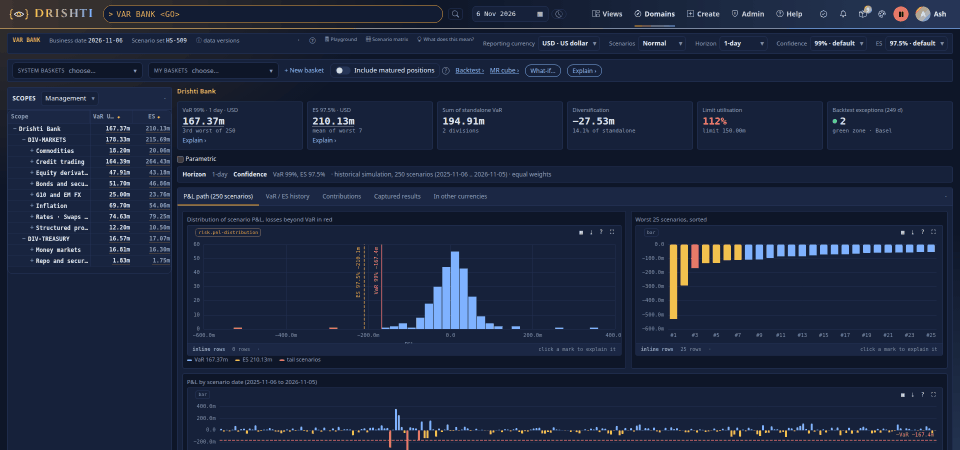 {👁} DRISHTI
> VAR BANK <GO>
6 Nov 2026
Views
Domains
Create
Admin
Help
Ash
VAR BANK
Business date 2026-11-06
Scenario set HS-509
data versions
Playground
Scenario matrix
What does this mean?
Reporting currency USD · US dollar
Scenarios Normal
Horizon 1-day
Confidence 99% · default
ES 97.5% · default
SYSTEM BASKETS choose...
MY BASKETS choose...
+ New basket
Include matured positions
Backtest ›
MR cube ›
What-if...
Explain ›
SCOPES Management
Scope VaR U... ES
Drishti Bank 167.37m 210.13m
DIV-MARKETS 178.33m 215.69m
Commodities 18.20m 20.86m
Credit trading 164.39m 264.43m
Equity derivat... 47.91m 43.18m
Bonds and secu... 51.70m 46.86m
G10 and EM FX 25.00m 23.70m
Inflation 69.70m 54.06m
Rates · Swaps ... 74.63m 79.25m
Structured pro... 12.20m 10.50m
DIV-TREASURY 16.57m 17.07m
Money markets 16.81m 16.30m
Repo and secur... 1.83m 1.75m
Drishti Bank
VaR 99% · 1 day · USD
167.37m
3rd worst of 250
Explain ›
ES 97.5% · USD
210.13m
mean of worst 7
Explain ›
Sum of standalone VaR
194.91m
2 divisions
Diversification
−27.53m
14.1% of standalone
Limit utilisation
112%
limit 150.00m
Backtest exceptions (249 d)
2
green zone · Basel
Parametric
Horizon 1-day Confidence VaR 99%, ES 97.5% · historical simulation, 250 scenarios (2025-11-06 .. 2026-11-05) · equal weights
P&L path (250 scenarios)
VaR / ES history
Contributions
Captured results
In other currencies
Distribution of scenario P&L, losses beyond VaR in red
risk.pnl-distribution
60
50
40
30
20
10
0
ES 97.5% −210.1m
VaR 99% −167.4m
−600.0m −400.0m −200.0m 0.0 200.0m 400.0
inline rows 0 rows
click a mark to explain it
VaR 167.37m ES 210.13m tail scenarios
Worst 25 scenarios, sorted
bar
0.0
−100.0m
−200.0m
−300.0m
−400.0m
−500.0m
−600.0m
#1 #3 #5 #7 #9 #11 #13 #15 #17 #19 #21 #23 #25
inline rows 25 rows
click a mark to explain it
P&L by scenario date (2025-11-06 to 2026-11-05)
bar
400.0m
200.0m
0.0
−200.0m
−VaR −167.4m